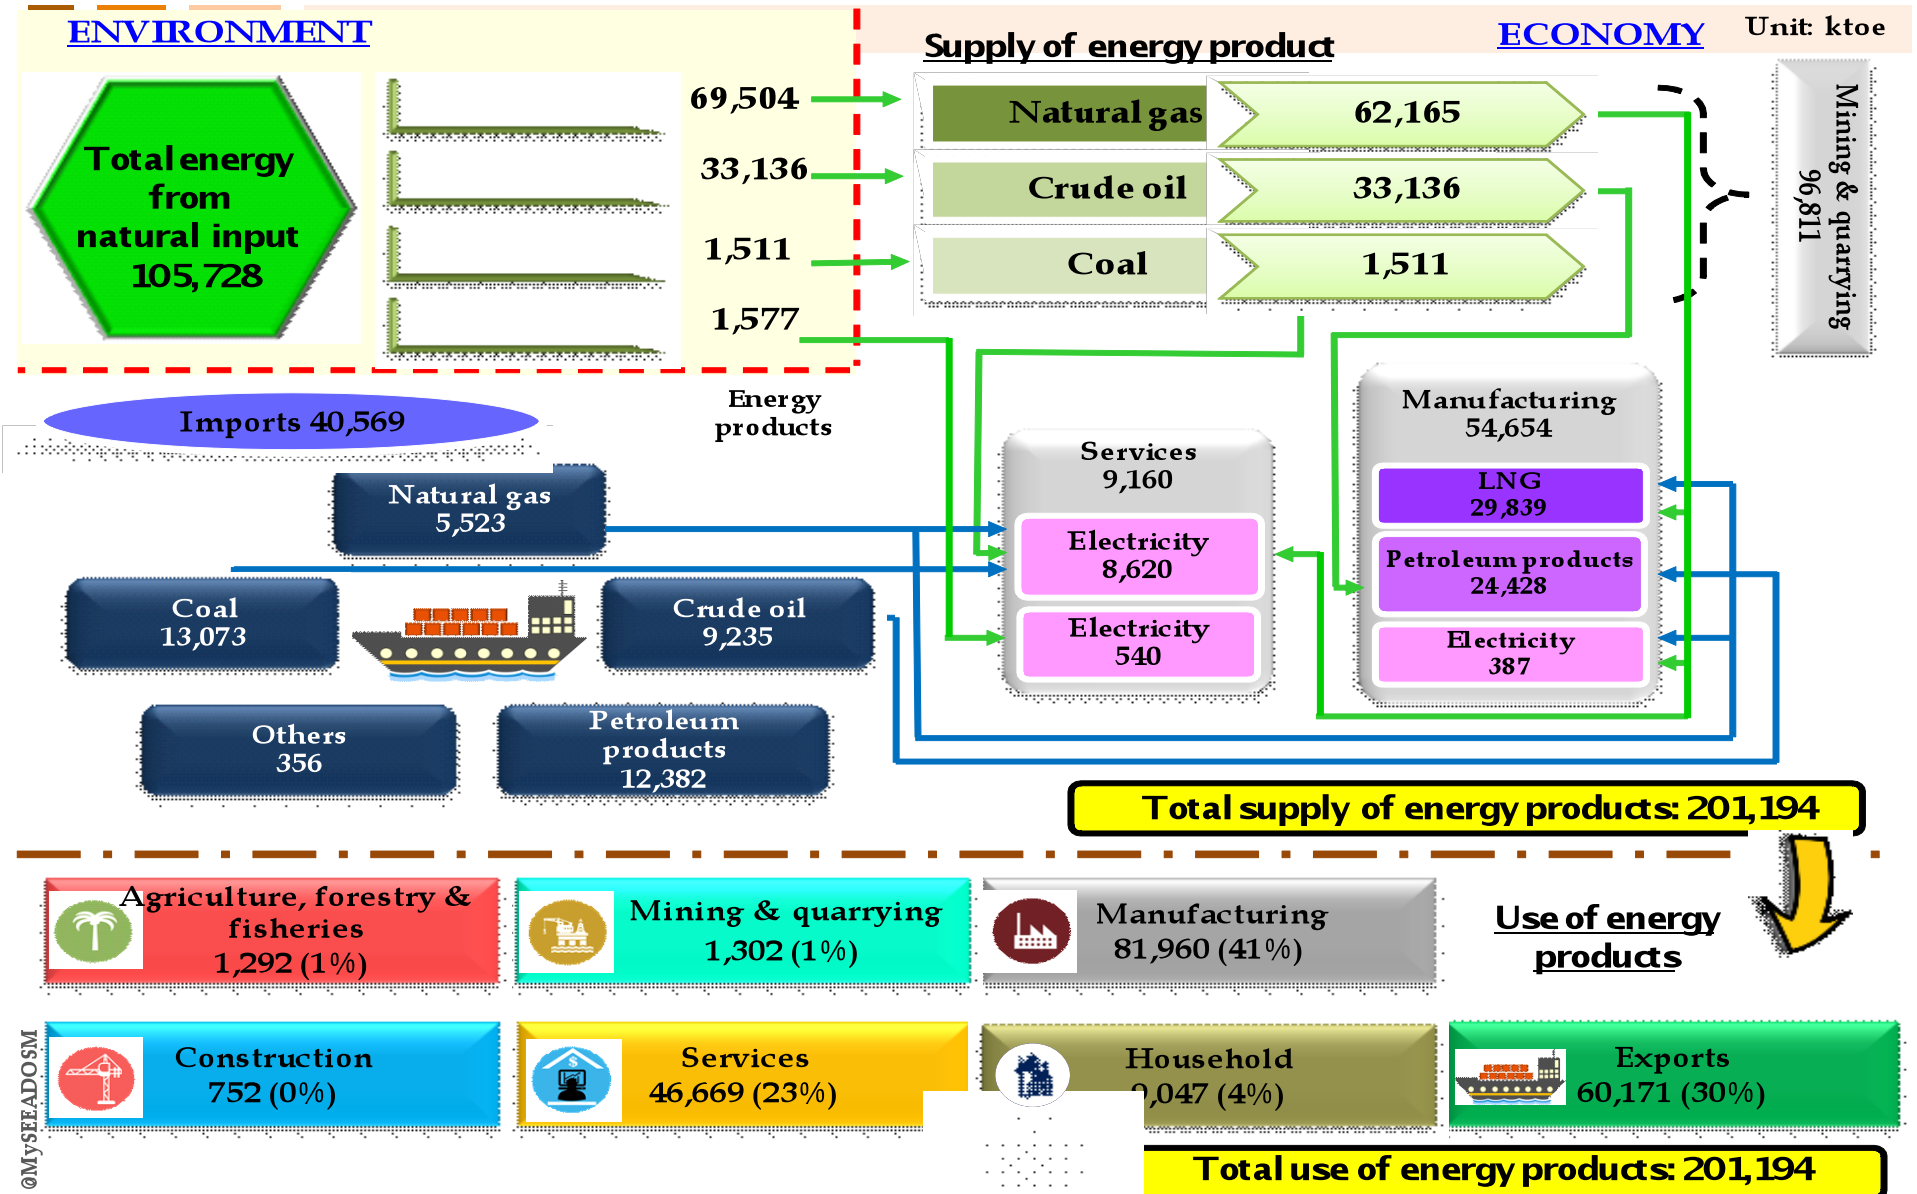 ENVIRONMENT
Supply of energy product
ECONOMY
Unit: ktoe
Total energy
from
natural input
105,728
69,504
33,136
1,511
1,577
Natural gas
62,165
Crude oil
33,136
Coal
1,511
Mining & quarrying
96,811
Energy
products
Imports 40,569
Natural gas
5,523
Coal
13,073
Crude oil
9,235
Others
356
Petroleum
products
12,382
Services
9,160
Electricity
8,620
Electricity
540
Manufacturing
54,654
LNG
29,839
Petroleum products
24,428
Electricity
387
Total supply of energy products: 201,194
Agriculture, forestry &
fisheries
1,292 (1%)
Mining & quarrying
1,302 (1%)
Manufacturing
81,960 (41%)
Use of energy
products
Construction
752 (0%)
Services
46,669 (23%)
Household
9,047 (4%)
Exports
60,171 (30%)
Total use of energy products: 201,194
@MySEEADOSM